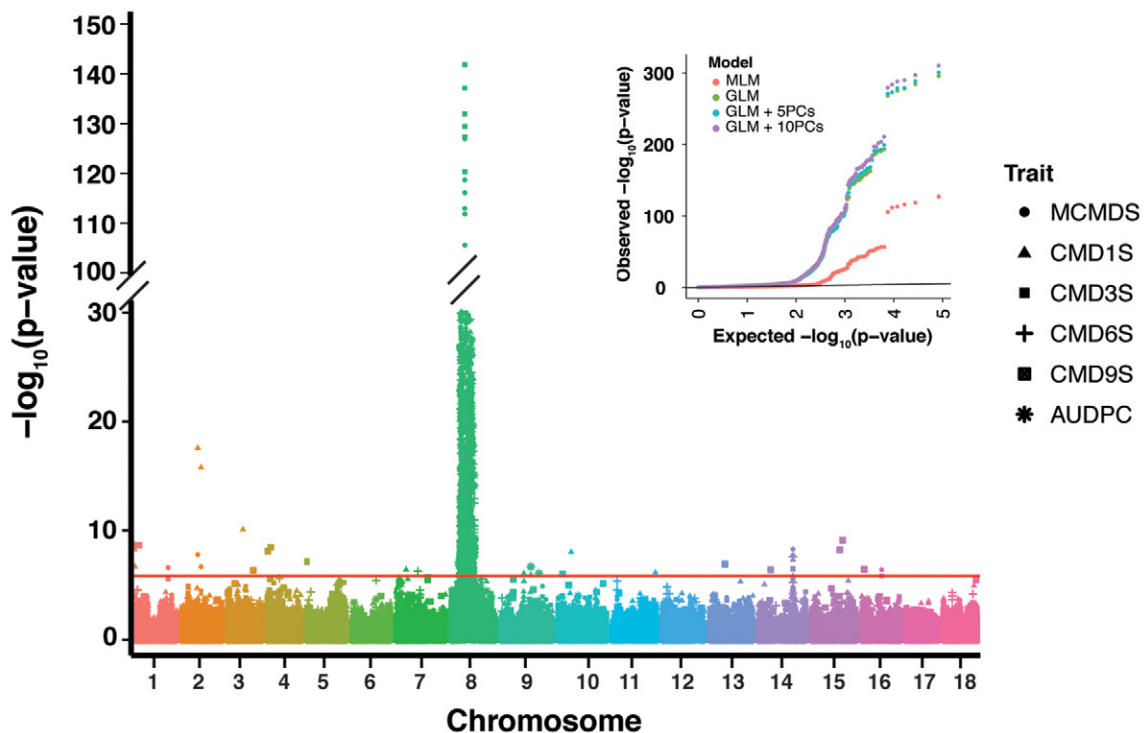 150
140
130
120
110
100
30
20
10
0
–log10(p–value)
1 2 3 4 5 6 7 8 9 10 11 12 13 14 15 16 17 18
Chromosome
Model
MLM
GLM
GLM + 5PCs
GLM + 10PCs
300
200
100
0
Observed –log10(p–value)
0 1 2 3 4 5
Expected –log10(p–value)
Trait
MCMDS
CMD1S
CMD3S
CMD6S
CMD9S
AUDPC